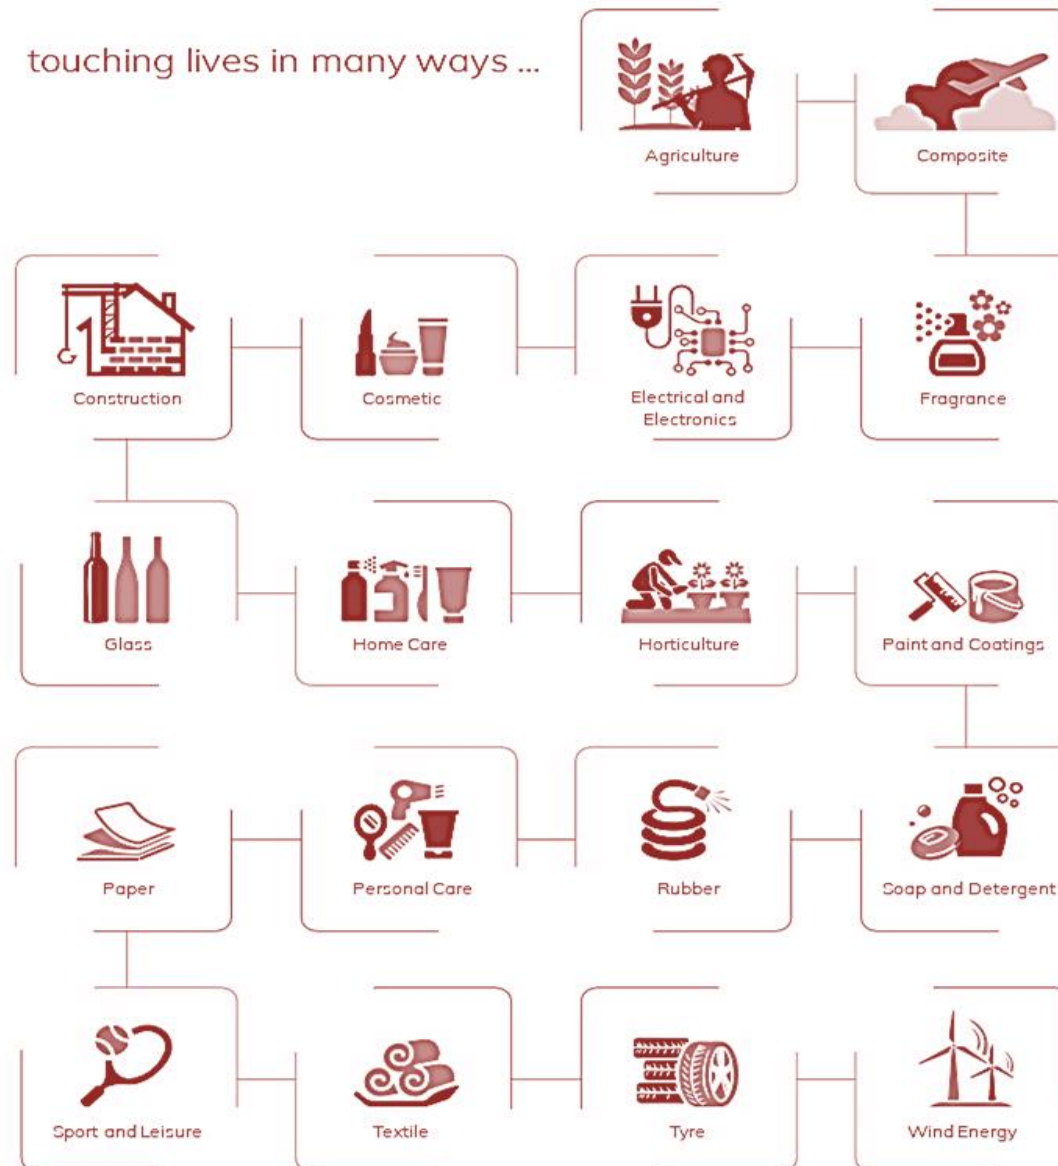 touching lives in many ways ...
Agriculture
Composite
Construction
Cosmetic
Electrical and
Electronics
Fragrance
Glass
Home Care
Horticulture
Paint and Coatings
Paper
Personal Care
Rubber
Soap and Detergent
Sport and Leisure
Textile
Tyre
Wind Energy